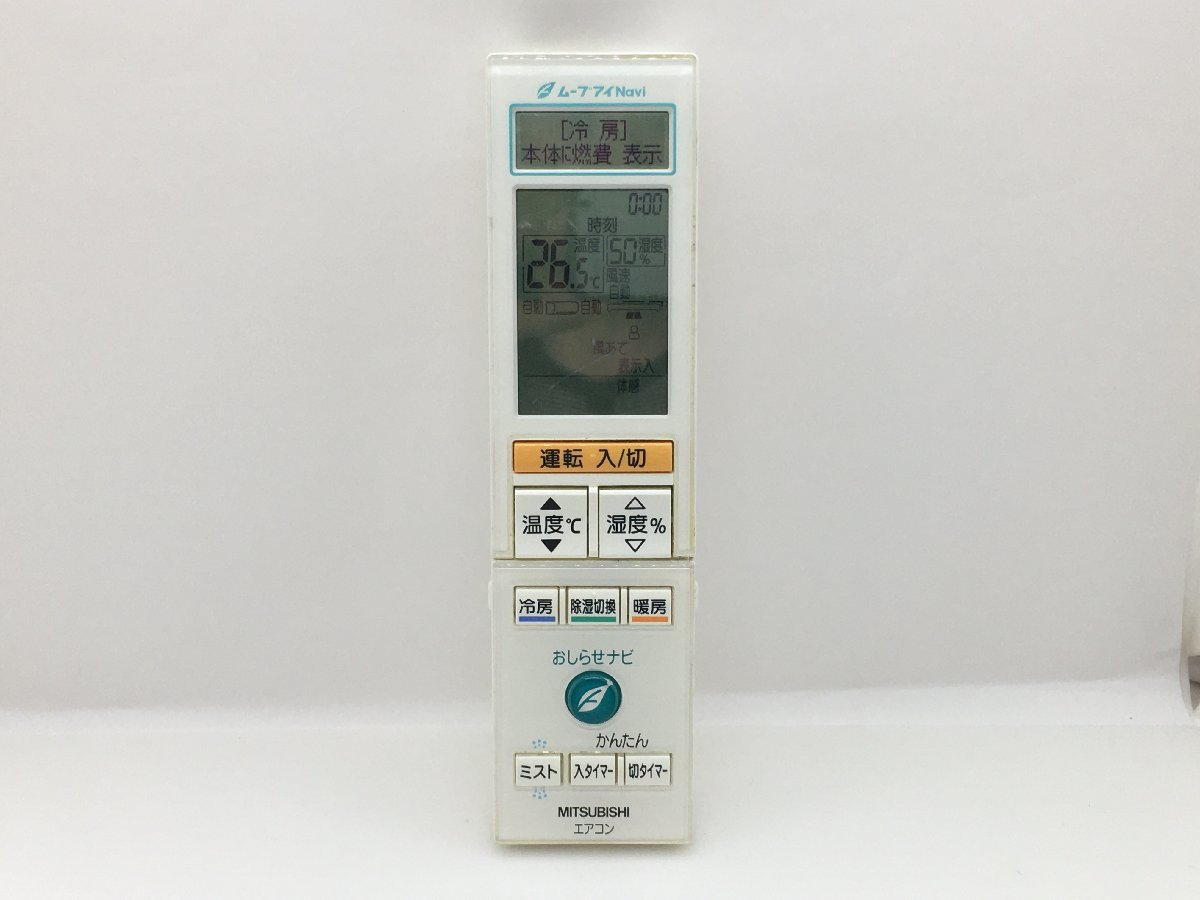 ムーブアイNavi
[冷 房]
本体に燃費 表示
0:00
時刻
26.5℃ 温度 50% 湿度
風速
自動
自動 自動
風あて
表示入
体感
運転 入/切
温度℃ 湿度%
冷房 除湿切換 暖房
おしらせナビ
かんたん
ミスト 入タイマー 切タイマー
MITSUBISHI
エアコン